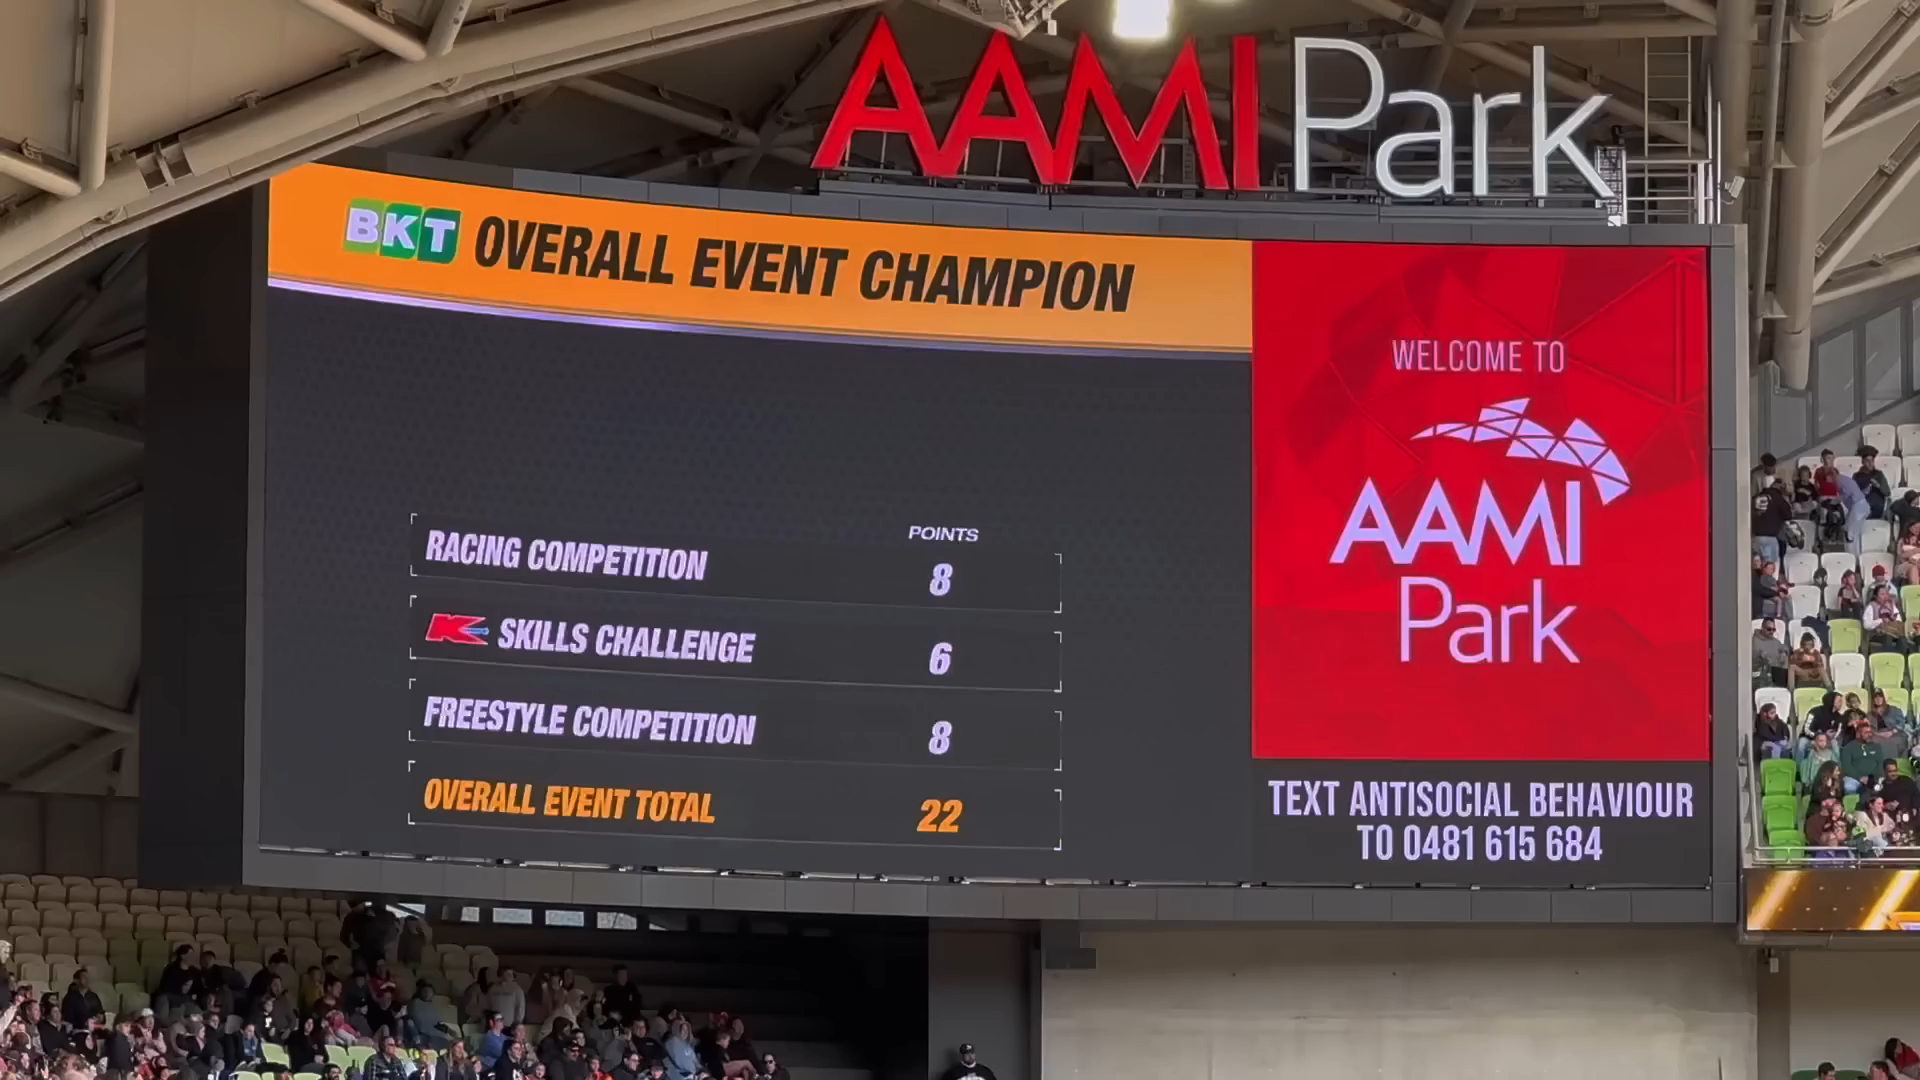 AAMI Park
BKT OVERALL EVENT CHAMPION
POINTS
RACING COMPETITION 8
K SKILLS CHALLENGE 6
FREESTYLE COMPETITION 8
OVERALL EVENT TOTAL 22
WELCOME TO
AAMI
Park
TEXT ANTISOCIAL BEHAVIOUR
TO 0481 615 684